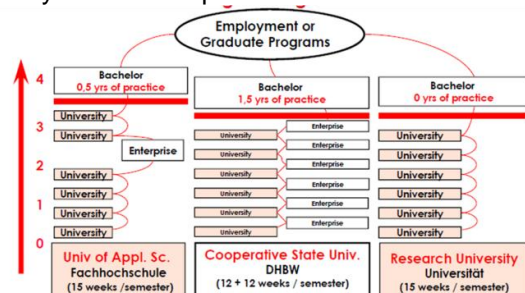 Employment or
Graduate Programs
4
3
2
1
0
Bachelor
0,5 yrs of practice
University
University
Enterprise
University
University
University
University
Univ of Appl. Sc.
Fachhochschule
(15 weeks /semester)
Bachelor
1,5 yrs of practice
Enterprise
University
Enterprise
University
Enterprise
University
Enterprise
University
Enterprise
University
Enterprise
University
Cooperative State Univ.
DHBW
(12 + 12 weeks / semester)
Bachelor
0 yrs of practice
University
University
University
University
University
University
Research University
Universität
(15 weeks / semester)